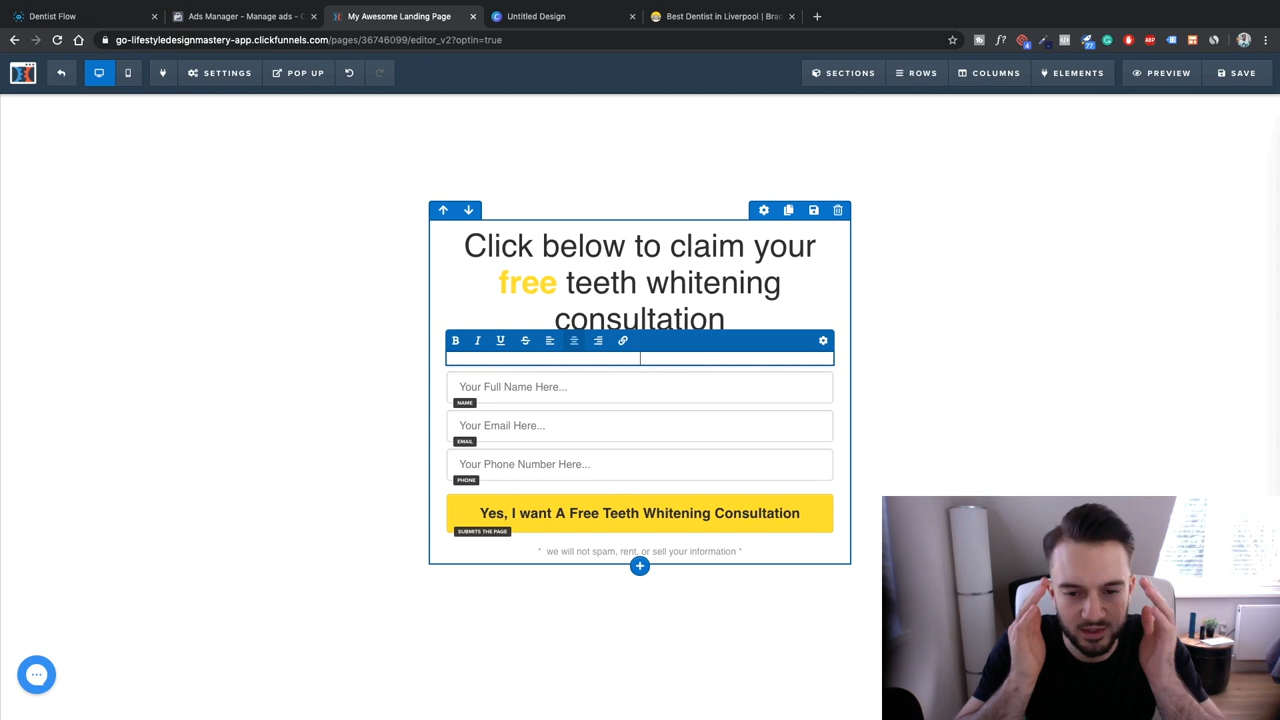 Dentist Flow
Ads Manager - Manage ads - C
My Awesome Landing Page
Untitled Design
Best Dentist in Liverpool | Brac
go-lifestyledesignmastery-app.clickfunnels.com/pages/36746099/editor_v2?optin=true
SETTINGS
POP UP
SECTIONS
ROWS
COLUMNS
ELEMENTS
PREVIEW
SAVE
Click below to claim your
free teeth whitening
consultation
Your Full Name Here...
NAME
Your Email Here...
EMAIL
Your Phone Number Here...
PHONE
Yes, I want A Free Teeth Whitening Consultation
SUBMITS THE PAGE
* we will not spam, rent, or sell your information *